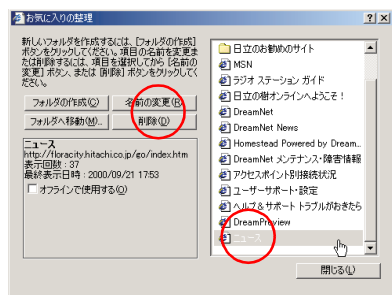 お気に入りの整理
新しいフォルダを作成するには、[フォルダの作成]
ボタンをクリックしてください。項目の名前を変更ま
たは削除するには、項目を選択してから [名前の
変更] ボタン、または [削除] ボタンをクリックしてく
ださい。
フォルダの作成(C)
名前の変更(R)
フォルダへ移動(M)...
削除(D)
ニュース
http://floracity.hitachi.co.jp/go/index.htm
表示回数 : 37
最終表示日時 : 2000/09/21 17:53
オフラインで使用する(O)
日立のお勧めのサイト
MSN
ラジオ ステーション ガイド
日立の樹オンラインへようこそ!
DreamNet
DreamNet News
Homestead Powered by Dream...
DreamNet メンテナンス・障害情報
アクセスポイント別接続状況
ユーザーサポート・設定
ヘルプ&サポート トラブルがおきたら
DreamPreview
ニュース
閉じる(L)